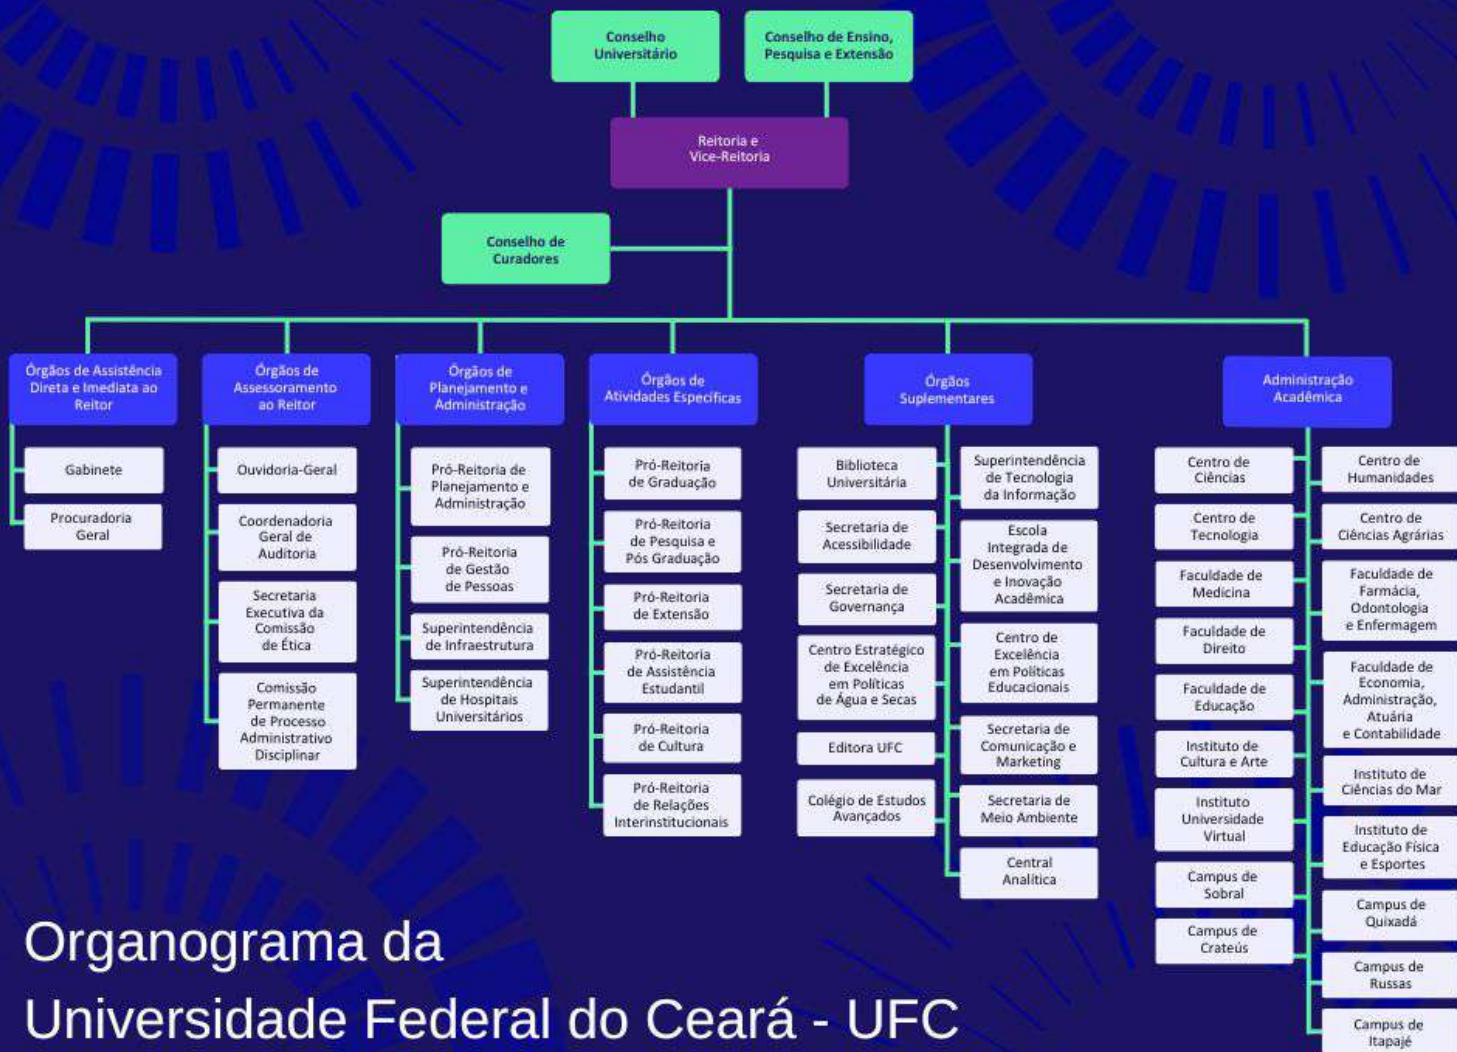 Conselho
Universitário
Conselho de Ensino,
Pesquisa e Extensão
Reitoria e
Vice-Reitoria
Conselho de
Curadores
Órgãos de Assistência
Direta e Imediata ao
Reitor
Gabinete
Procuradoria
Geral
Órgãos de
Assessoramento
ao Reitor
Ouvidoria-Geral
Coordenadoria
Geral de
Auditoria
Secretaria
Executiva da
Comissão
de Ética
Comissão
Permanente
de Processo
Administrativo
Disciplinar
Órgãos de
Planejamento e
Administração
Pró-Reitoria de
Planejamento e
Administração
Pró-Reitoria
de Gestão
de Pessoas
Superintendência
de Infraestrutura
Superintendência
de Hospitais
Universitários
Órgãos de
Atividades Específicas
Pró-Reitoria
de Graduação
Pró-Reitoria
de Pesquisa e
Pós Graduação
Pró-Reitoria
de Extensão
Pró-Reitoria
de Assistência
Estudantil
Pró-Reitoria
de Cultura
Pró-Reitoria
de Relações
Interinstitucionais
Órgãos
Suplementares
Biblioteca
Universitária
Secretaria de
Acessibilidade
Secretaria de
Governança
Centro Estratégico
de Excelência
em Políticas
de Água e Secas
Editora UFC
Colégio de Estudos
Avançados
Superintendência
de Tecnologia
da Informação
Escola
Integrada de
Desenvolvimento
e Inovação
Acadêmica
Centro de
Excelência
em Políticas
Educacionais
Secretaria de
Comunicação e
Marketing
Secretaria de
Meio Ambiente
Central
Analítica
Administração
Acadêmica
Centro de
Ciências
Centro de
Tecnologia
Faculdade de
Medicina
Faculdade de
Direito
Faculdade de
Educação
Instituto de
Cultura e Arte
Instituto
Universidade
Virtual
Campus de
Sobral
Campus de
Crateús
Centro de
Humanidades
Centro de
Ciências Agrárias
Faculdade de
Farmácia,
Odontologia
e Enfermagem
Faculdade de
Economia,
Administração,
Atuária
e Contabilidade
Instituto de
Ciências do Mar
Instituto de
Educação Física
e Esportes
Campus de
Quixadá
Campus de
Russas
Campus de
Itapajé
Organograma da
Universidade Federal do Ceará - UFC